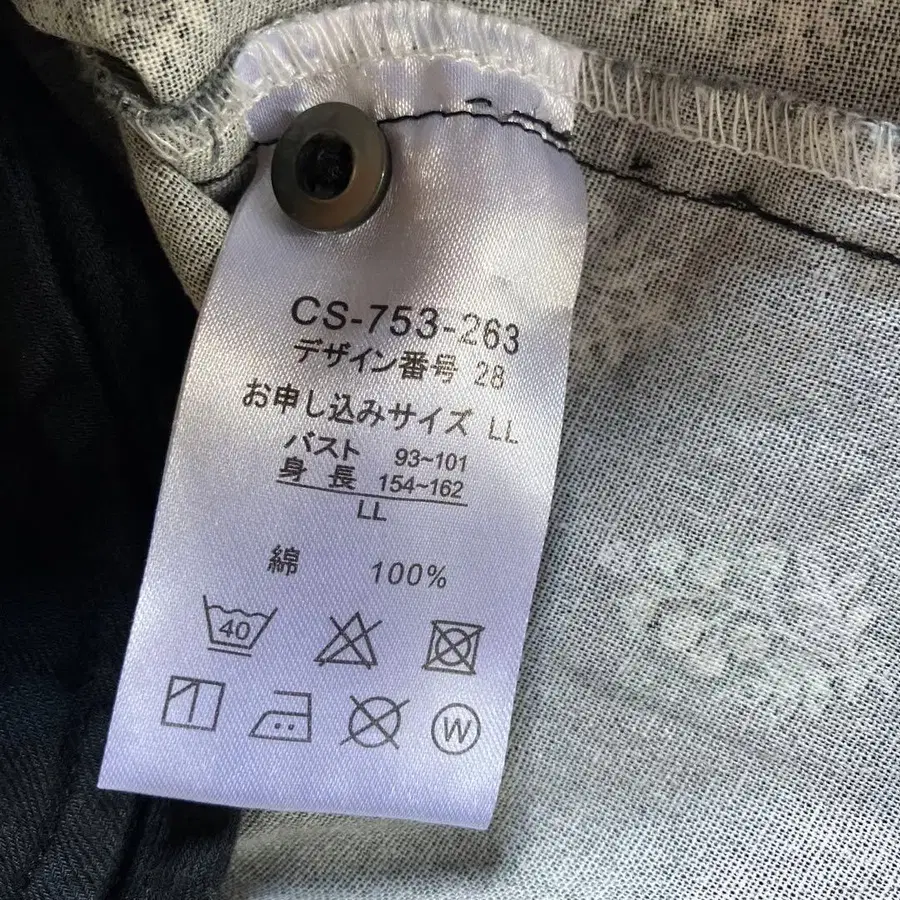 CS-753-263
デザイン番号 28
お申し込みサイズ LL
バスト 93~101
身 長 154~162
LL
綿 100%
40
W